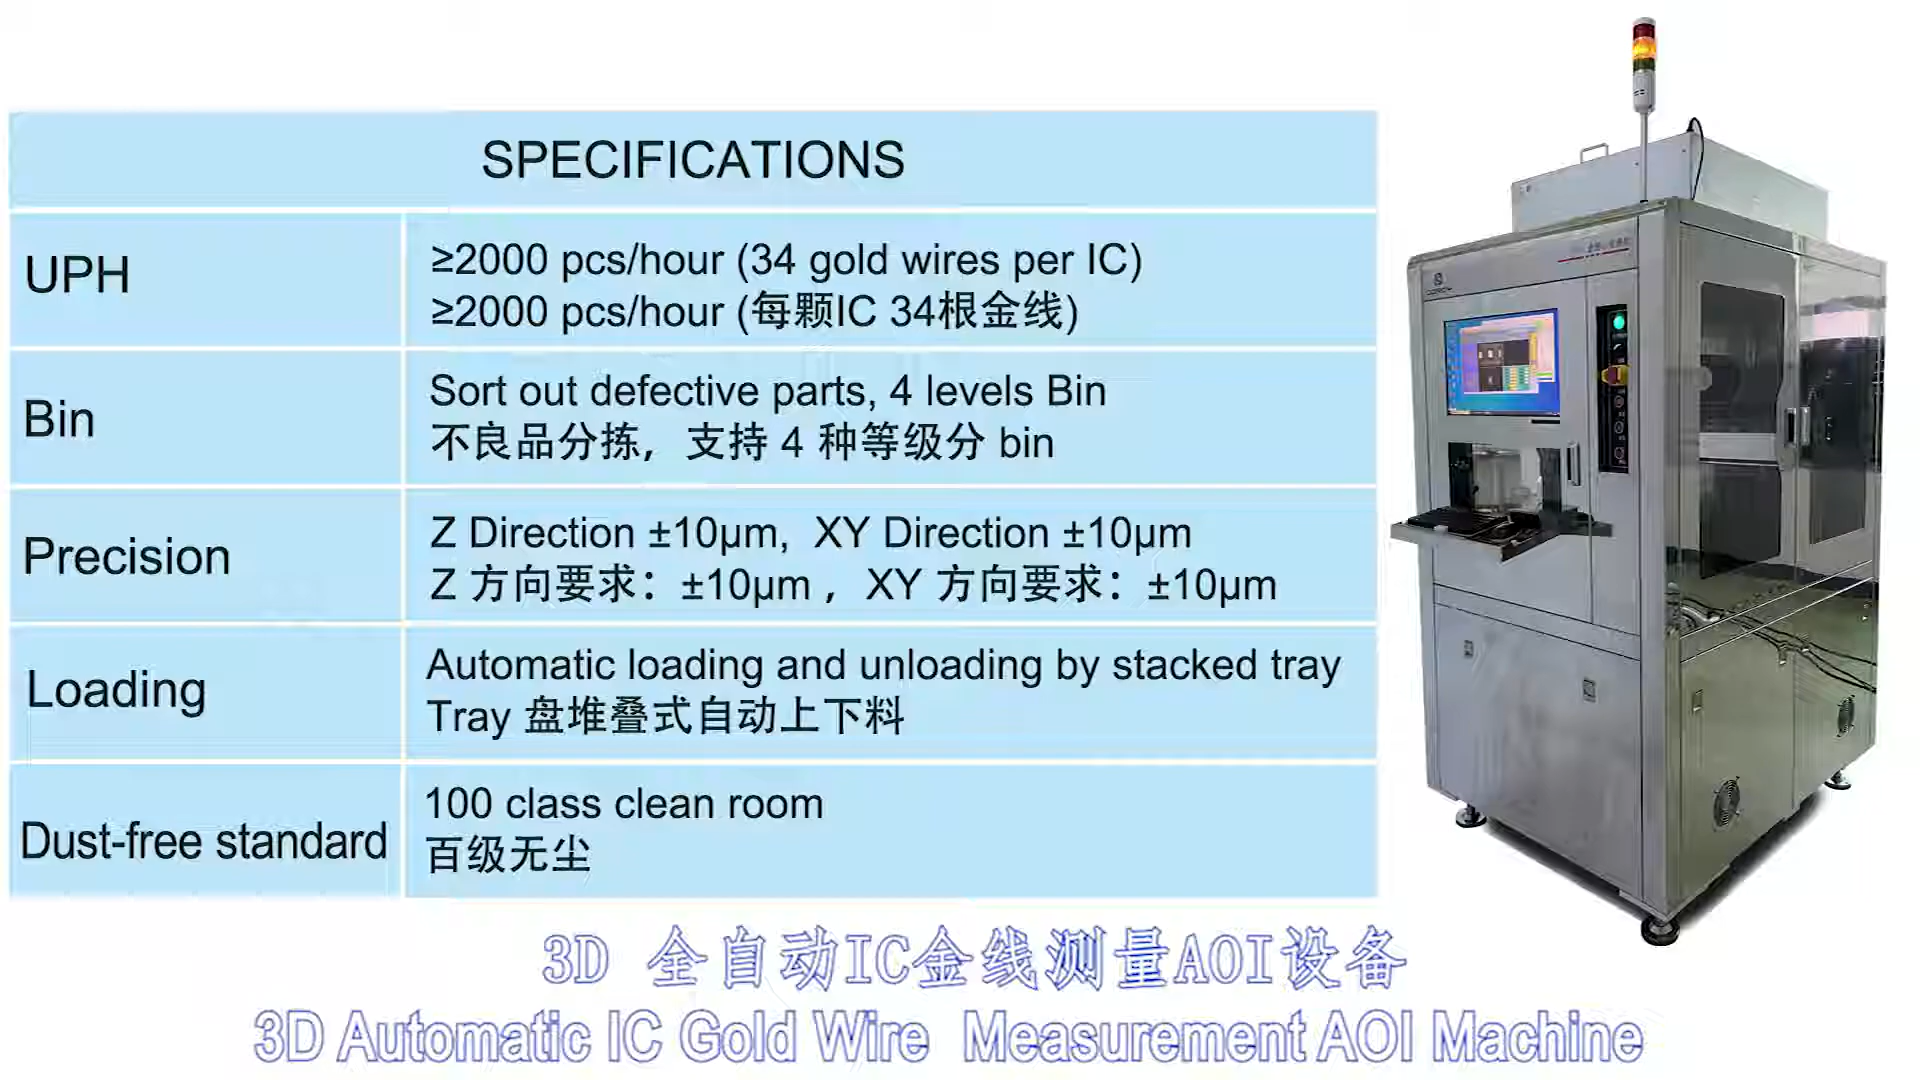 SPECIFICATIONS
UPH
≥2000 pcs/hour (34 gold wires per IC)
≥2000 pcs/hour (每颗IC 34根金线)
Bin
Sort out defective parts, 4 levels Bin
不良品分拣，支持 4 种等级分 bin
Precision
Z Direction ±10μm, XY Direction ±10μm
Z 方向要求：±10μm ，XY 方向要求：±10μm
Loading
Automatic loading and unloading by stacked tray
Tray 盘堆叠式自动上下料
Dust-free standard
100 class clean room
百级无尘
3D 全自动IC金线测量AOI设备
3D Automatic IC Gold Wire Measurement AOI Machine